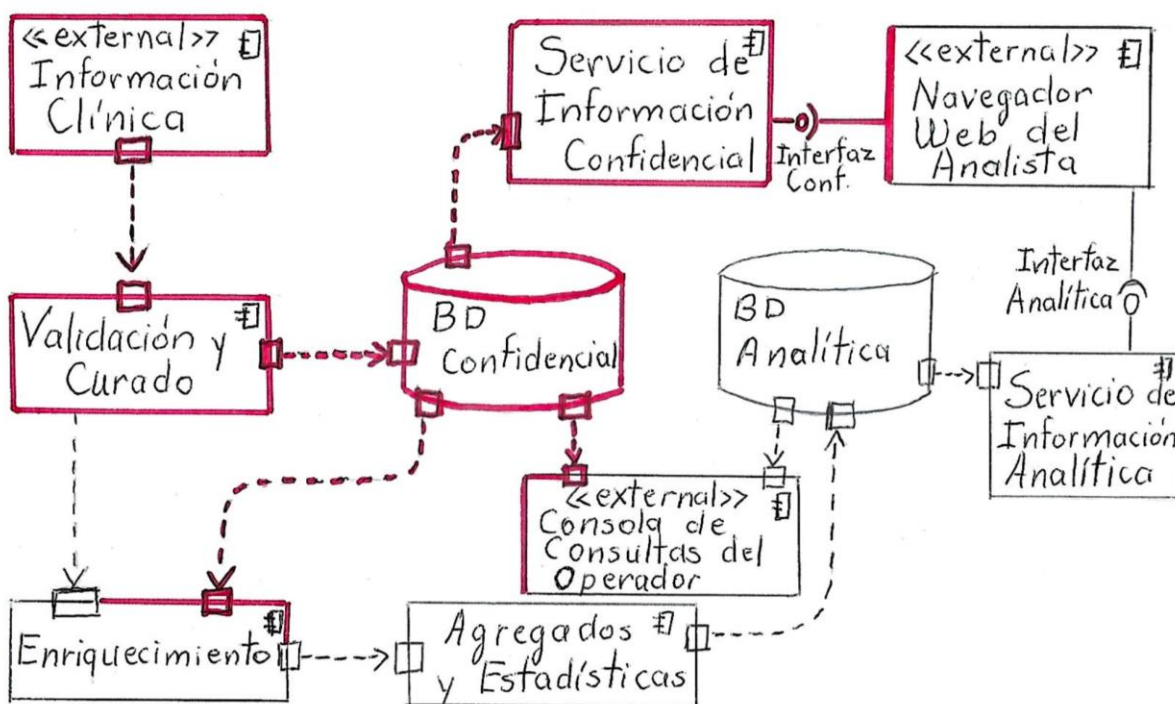 <<external>>
Información
Clínica
Servicio de
Información
Confidencial
Interfaz
Conf.
<<external>>
Navegador
Web del
Analista
Validación y
Curado
BD
Confidencial
BD
Analítica
Interfaz
Analítica
Servicio de
Información
Analítica
<<external>>
Consola de
Consultas del
Operador
Enriquecimiento
Agregados
y Estadísticas